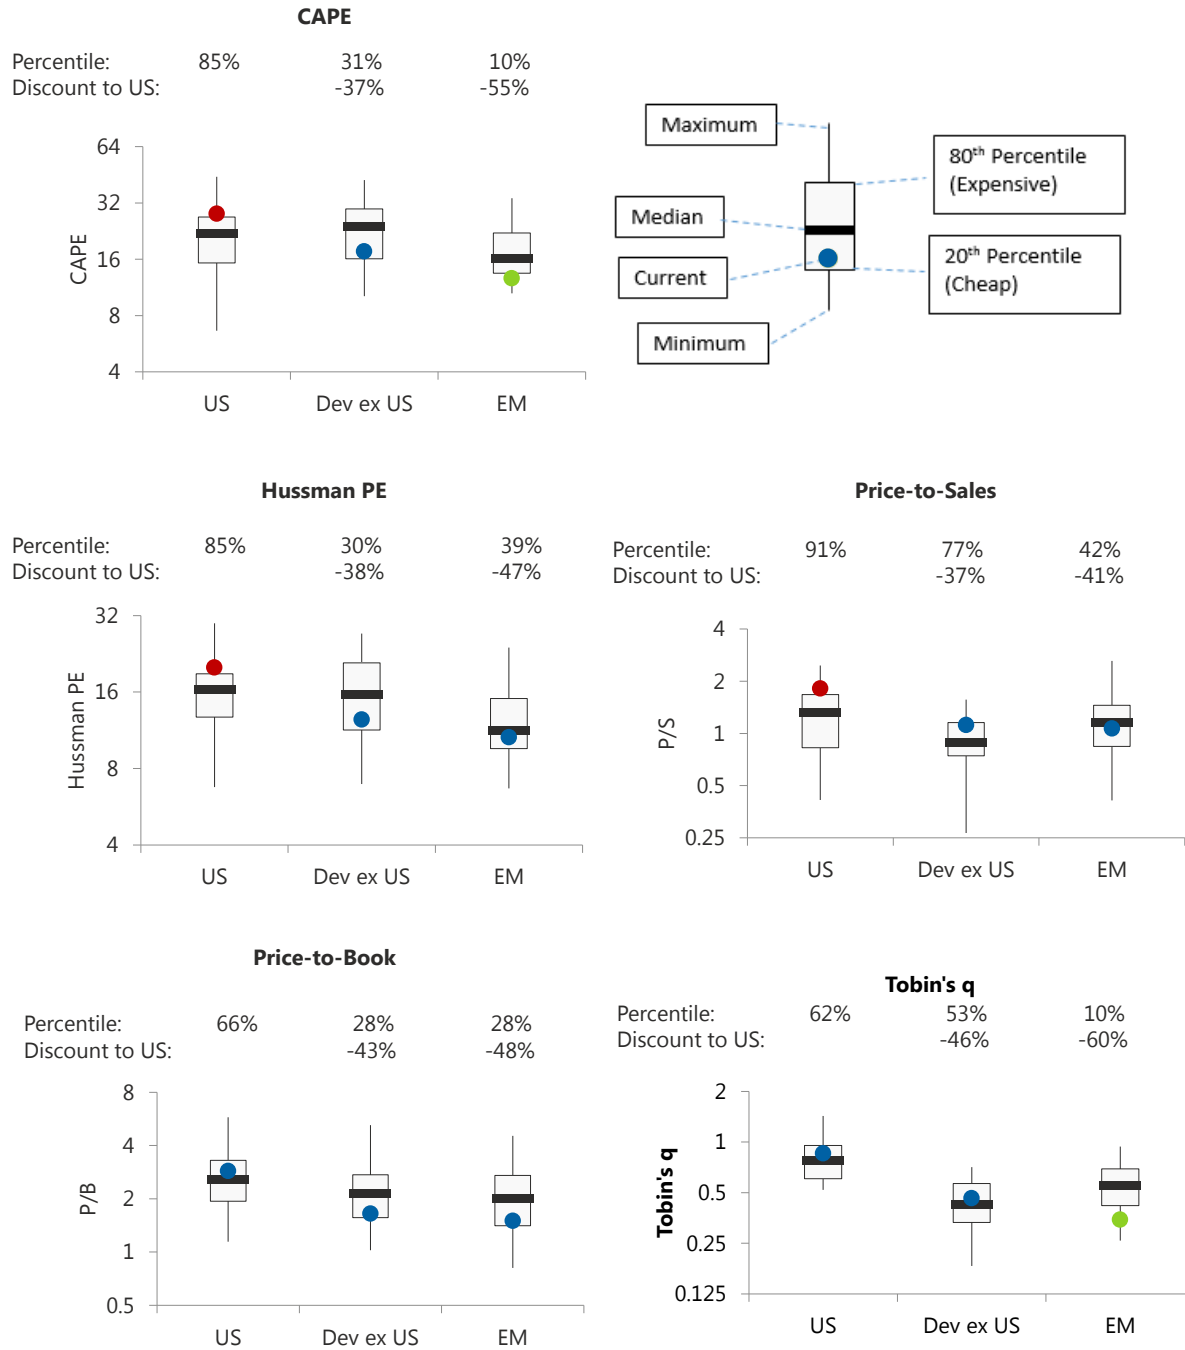 CAPE
Percentile: 85% 31% 10%
Discount to US: -37% -55%
64
32
16
8
4
CAPE
US Dev ex US EM
Maximum
80th Percentile
(Expensive)
Median
Current
20th Percentile
(Cheap)
Minimum
Hussman PE
Percentile: 85% 30% 39%
Discount to US: -38% -47%
32
16
8
4
Hussman PE
US Dev ex US EM
Price-to-Sales
Percentile: 91% 77% 42%
Discount to US: -37% -41%
4
2
1
0.5
0.25
P/S
US Dev ex US EM
Price-to-Book
Percentile: 66% 28% 28%
Discount to US: -43% -48%
8
4
2
1
0.5
P/B
US Dev ex US EM
Tobin's q
Percentile: 62% 53% 10%
Discount to US: -46% -60%
2
1
0.5
0.25
0.125
Tobin's q
US Dev ex US EM